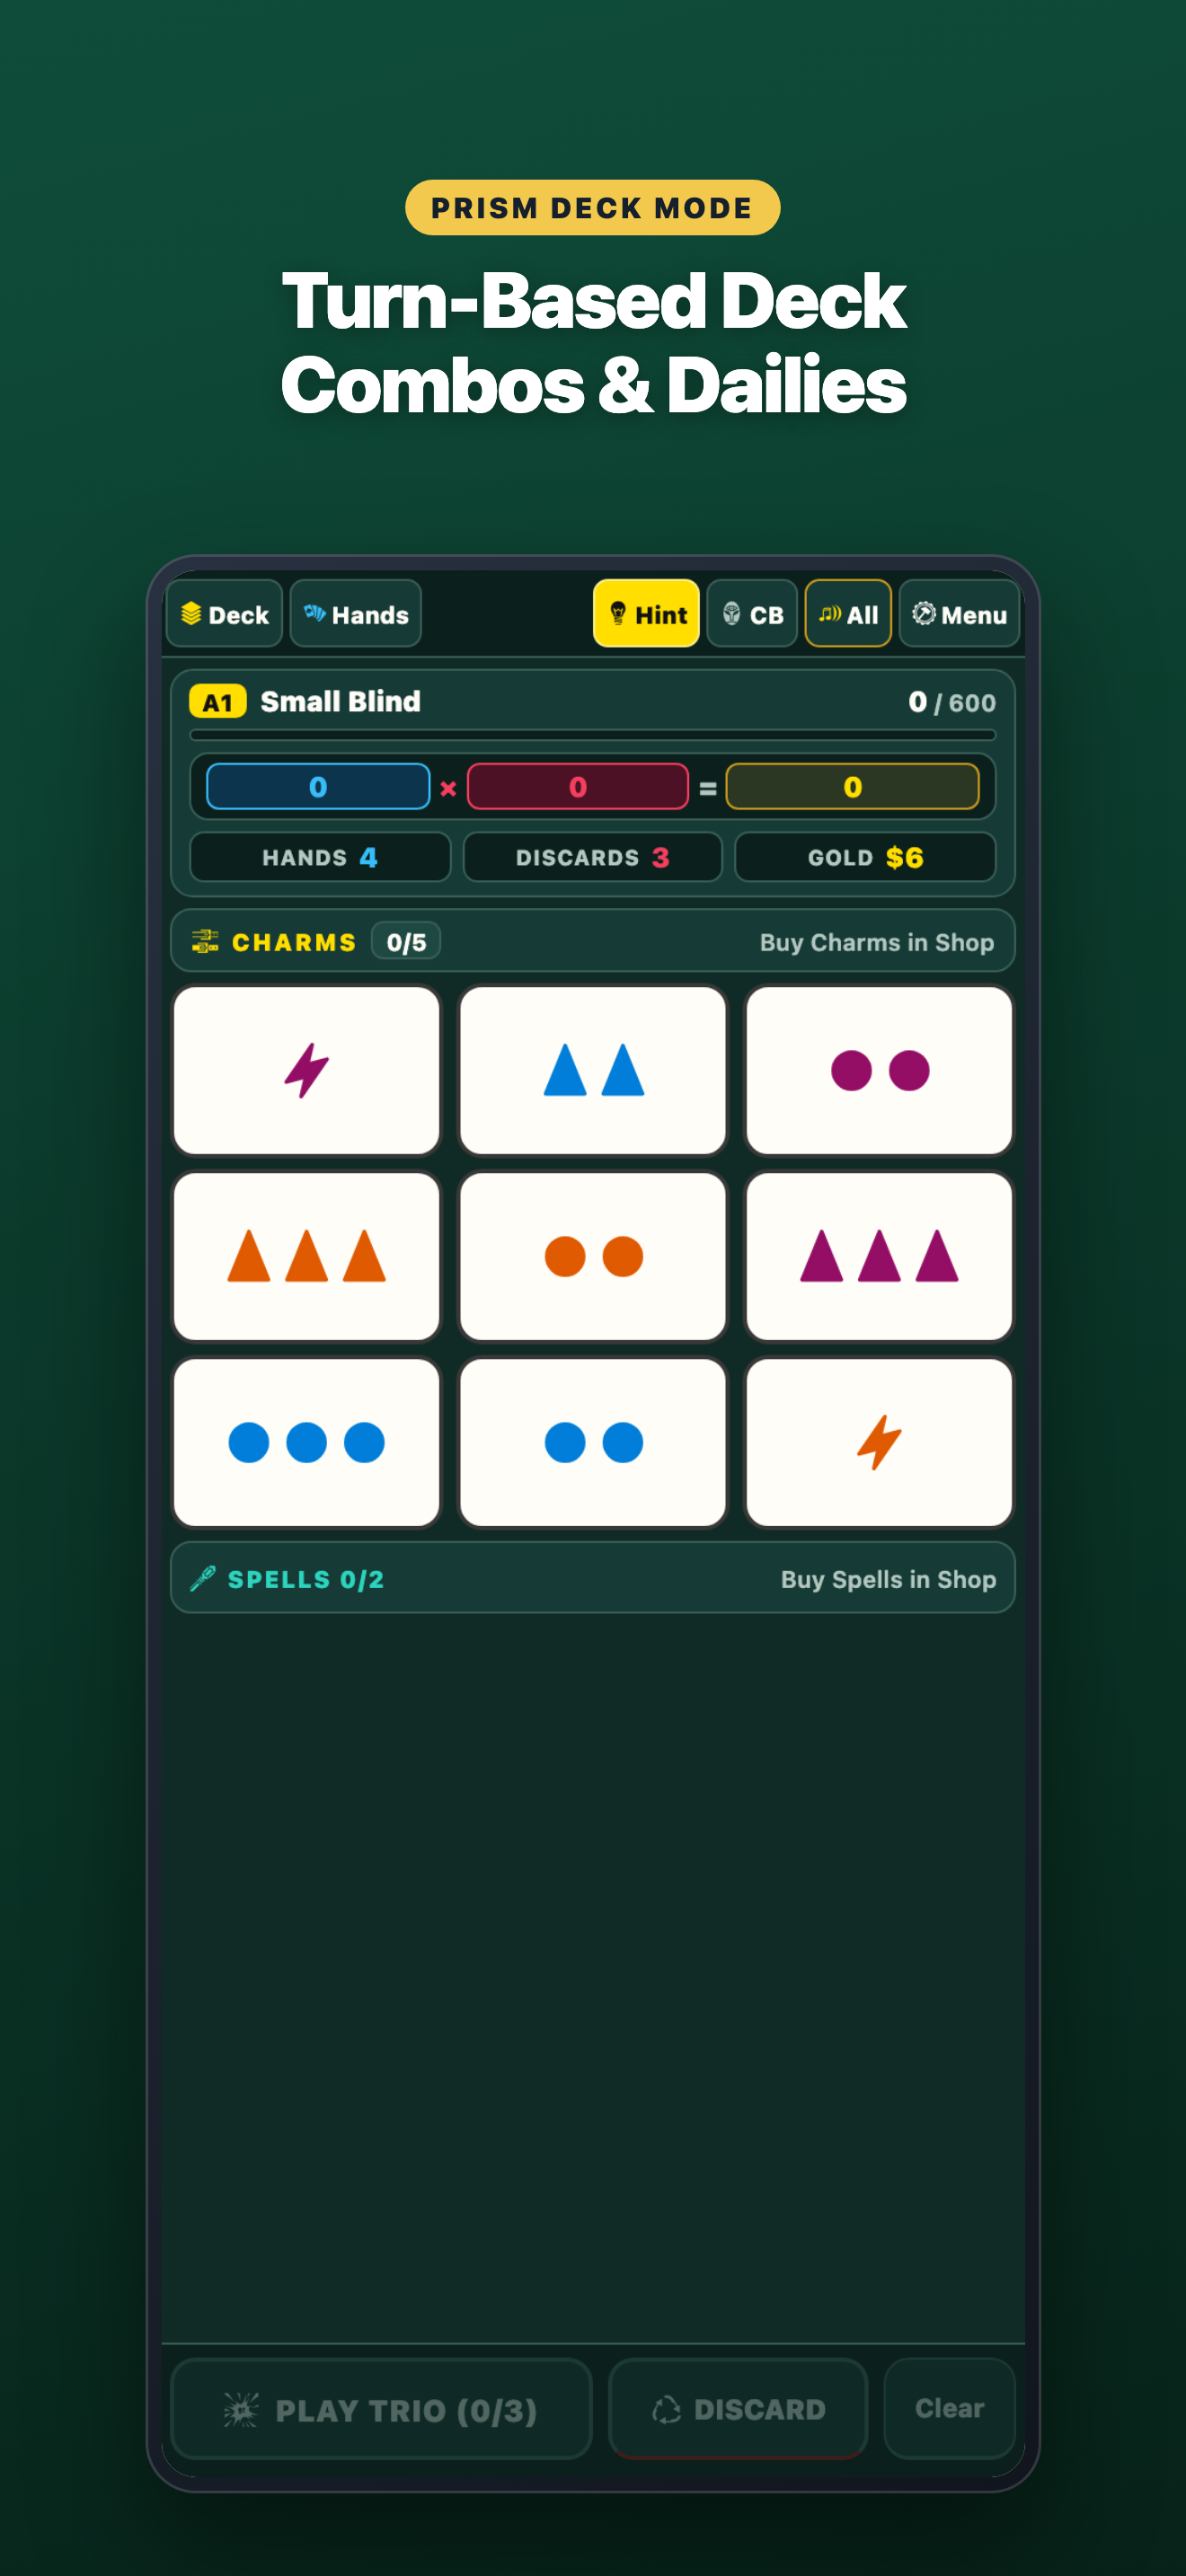 PRISM DECK MODE
Turn-Based Deck
Combos & Dailies
Deck Hands Hint CB All Menu
A1 Small Blind 0 / 600
0 × 0 = 0
HANDS 4 DISCARDS 3 GOLD $6
CHARMS 0/5 Buy Charms in Shop
SPELLS 0/2 Buy Spells in Shop
PLAY TRIO (0/3) DISCARD Clear